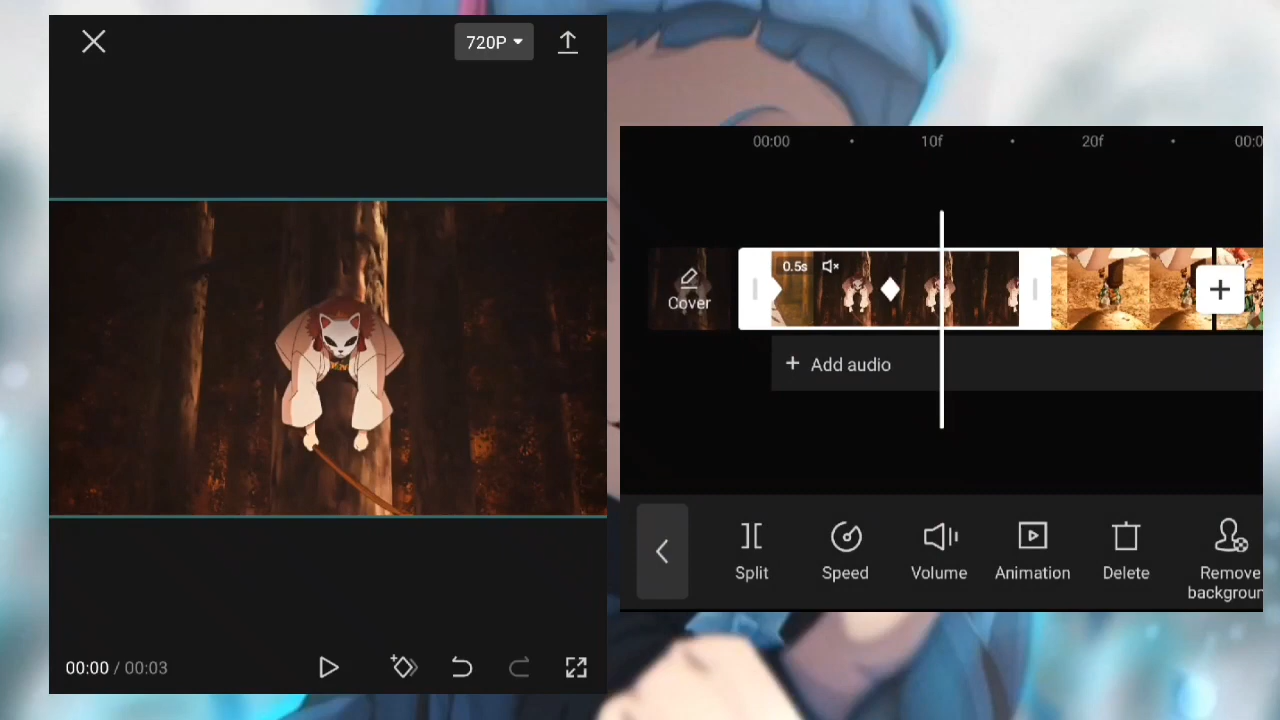 720P
00:00 / 00:03
00:00 10f 20f
0.5s
Cover
+ Add audio
Split Speed Volume Animation Delete Remove